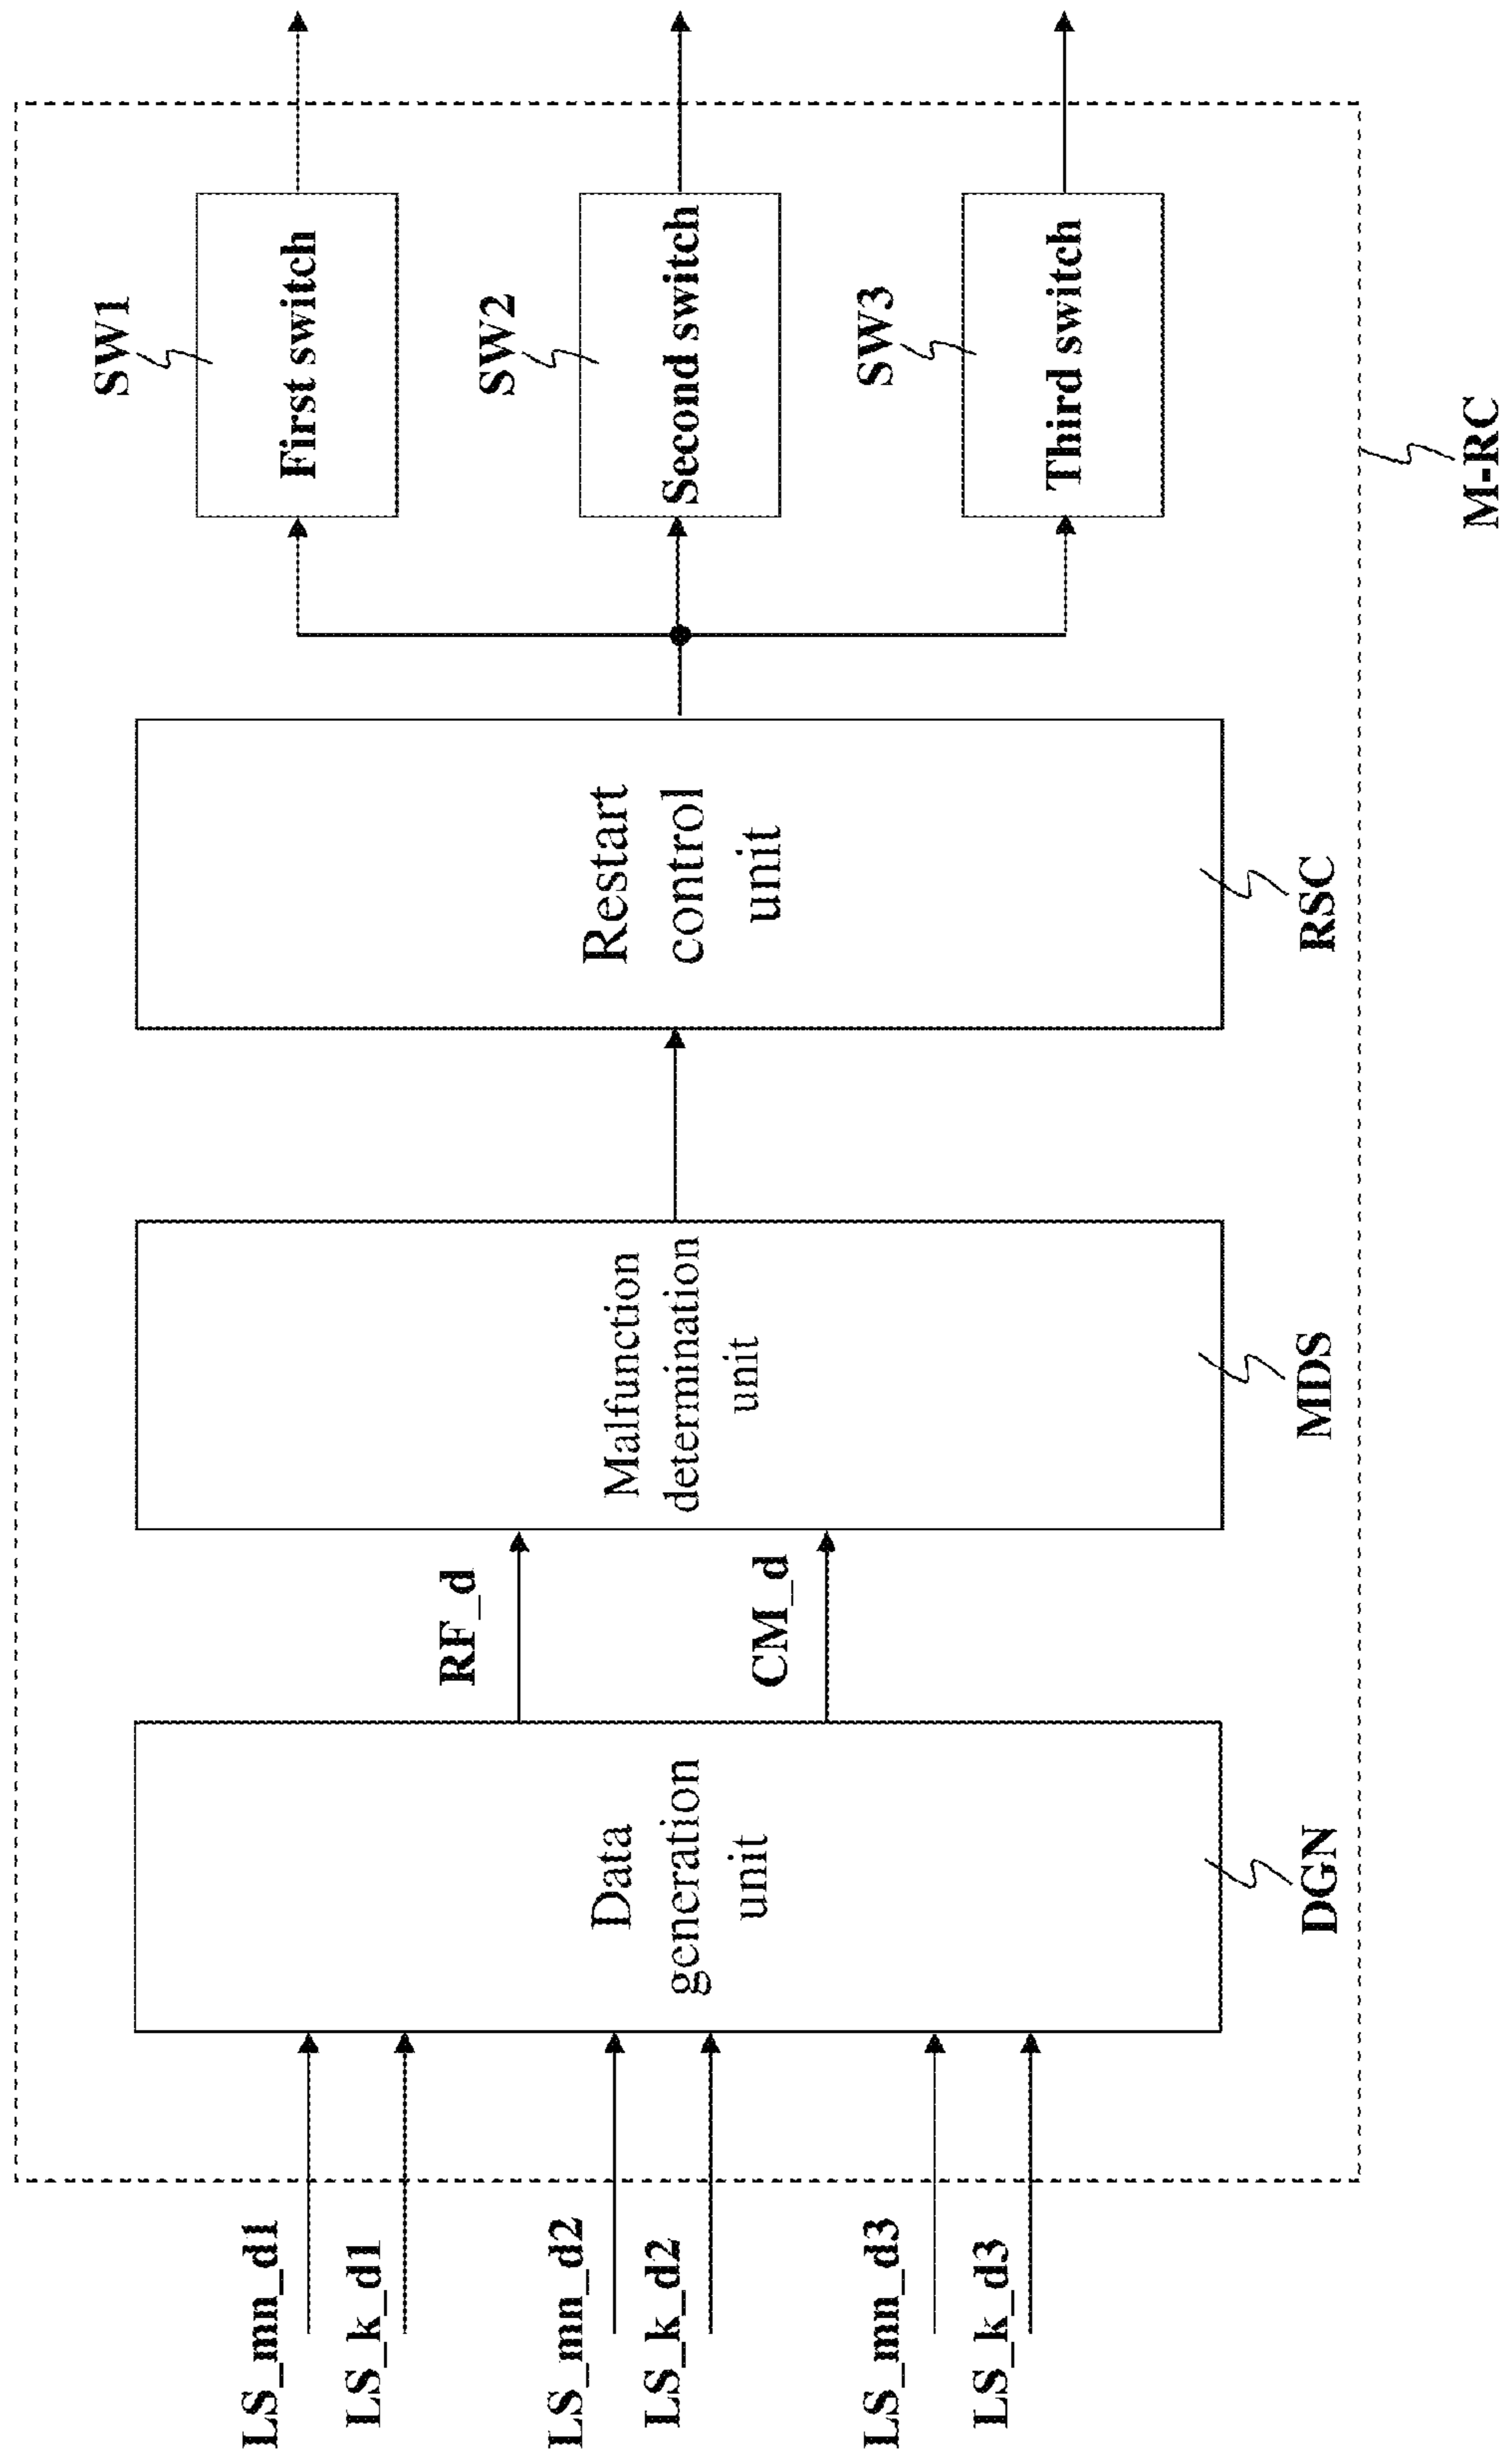 LS_mn_d1
LS_k_d1
LS_mn_d2
LS_k_d2
LS_mn_d3
LS_k_d3
Data
generation
unit
DGN
RF_d
CM_d
Malfunction
determination
unit
MDS
Restart
control
unit
RSC
SW1
First switch
SW2
Second switch
SW3
Third switch
M-RC